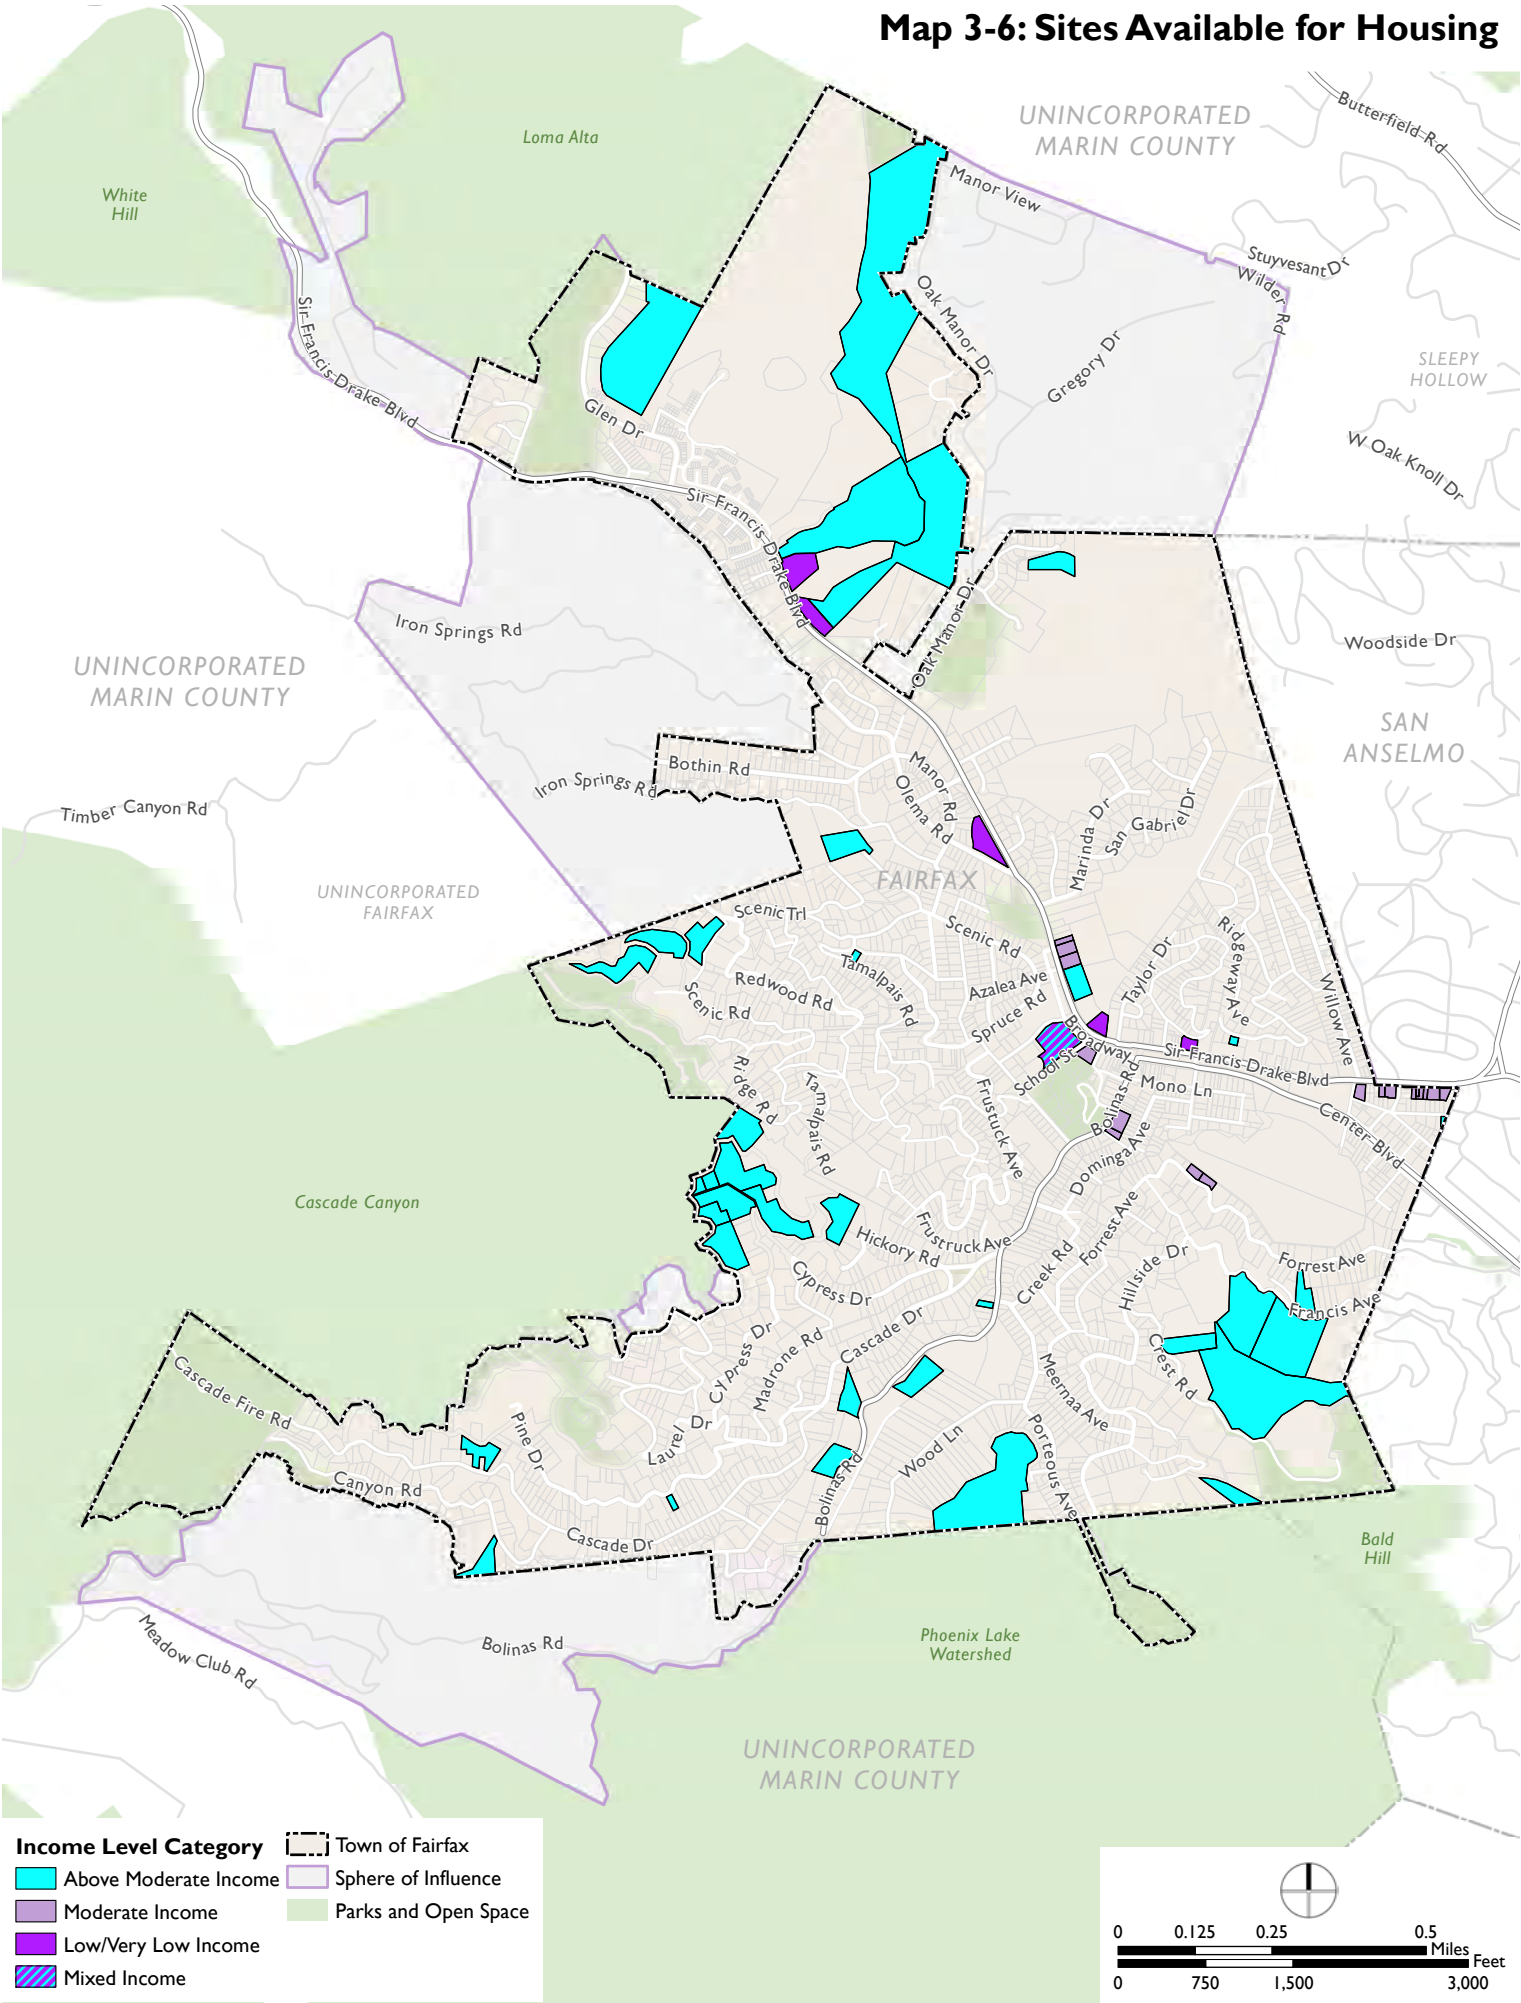 Map 3-6: Sites Available for Housing
UNINCORPORATED
MARIN COUNTY
Butterfield Rd
Loma Alta
White
Hill
Manor View
Stuyvesant Dr
Wilder Rd
Sir Francis Drake Blvd
Oak Manor Dr
Gregory Dr
SLEEPY
HOLLOW
Glen Dr
W Oak Knoll Dr
Sir Francis Drake Blvd
Oak Manor Dr
Iron Springs Rd
Woodside Dr
UNINCORPORATED
MARIN COUNTY
SAN
ANSELMO
Bothin Rd
Iron Springs Rd
Manor Rd
Olema Rd
Timber Canyon Rd
Marinda Dr
San Gabriel Dr
FAIRFAX
UNINCORPORATED
FAIRFAX
Scenic Trl
Scenic Rd
Ridgeway Ave
Taylor Dr
Tamalpais Rd
Redwood Rd
Azalea Ave
Scenic Rd
Spruce Rd
Willow Ave
Broadway
School St
Sir Francis Drake Blvd
Ridge Rd
Tamalpais Rd
Frustuck Ave
Bolinas Rd
Mono Ln
Center Blvd
Dominga Ave
Cascade Canyon
Forrest Ave
Frustruck Ave
Hickory Rd
Creek Rd
Hillside Dr
Forrest Ave
Cypress Dr
Francis Ave
Cascade Dr
Cypress Dr
Madrone Rd
Crest Rd
Meernaa Ave
Cascade Fire Rd
Pine Dr
Laurel Dr
Wood Ln
Porteous Ave
Canyon Rd
Bolinas Rd
Cascade Dr
Bald
Hill
Meadow Club Rd
Bolinas Rd
Phoenix Lake
Watershed
UNINCORPORATED
MARIN COUNTY
Income Level Category
Above Moderate Income
Moderate Income
Low/Very Low Income
Mixed Income
Town of Fairfax
Sphere of Influence
Parks and Open Space
0 0.125 0.25 0.5
Miles
Feet
0 750 1,500 3,000